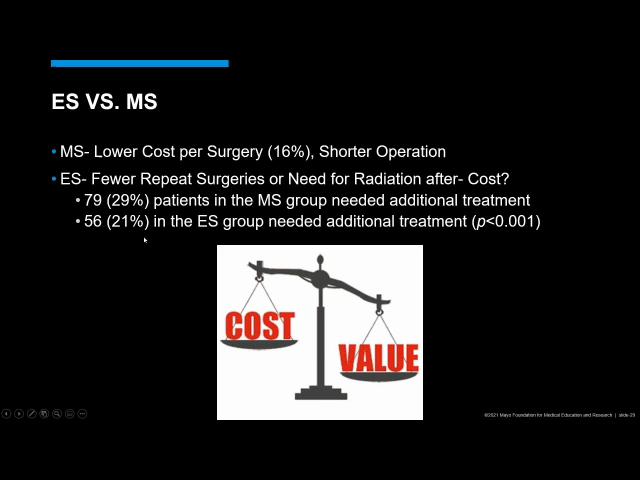 ES VS. MS
• MS- Lower Cost per Surgery (16%), Shorter Operation
• ES- Fewer Repeat Surgeries or Need for Radiation after- Cost?
• 79 (29%) patients in the MS group needed additional treatment
• 56 (21%) in the ES group needed additional treatment (p<0.001)
COST
VALUE
©2021 Mayo Foundation for Medical Education and Research | slide-29